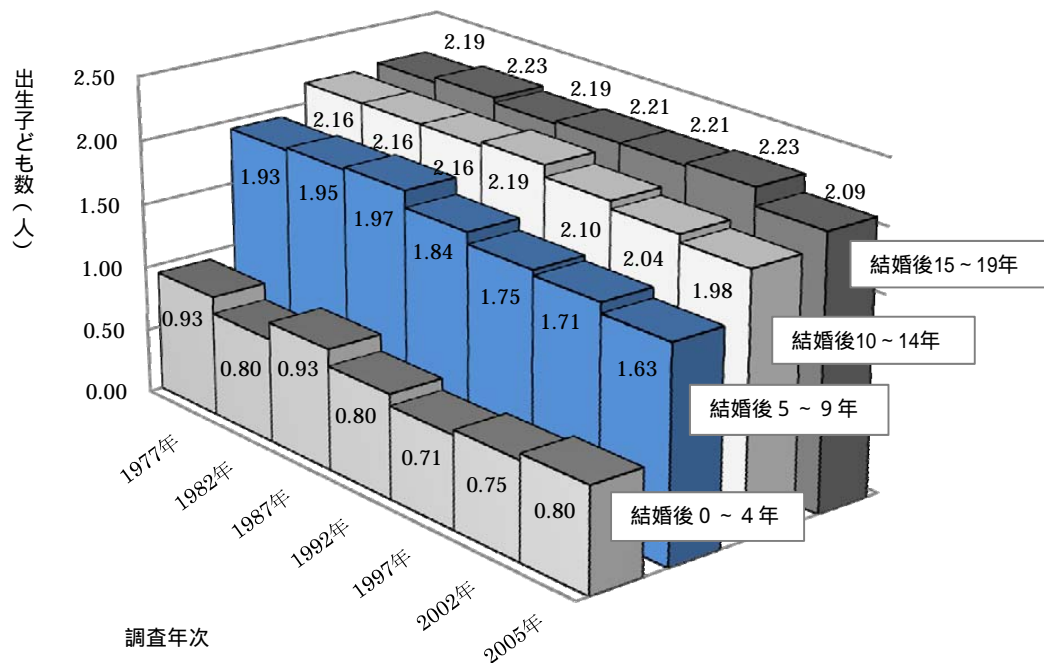 出生子ども数（人）
2.50
2.00
1.50
1.00
0.50
0.00
2.19
2.23
2.19
2.21
2.21
2.23
2.09
2.16
2.16
2.16
2.19
2.10
2.04
1.98
1.93
1.95
1.97
1.84
1.75
1.71
1.63
0.93
0.80
0.93
0.80
0.71
0.75
0.80
結婚後15～19年
結婚後10～14年
結婚後５～９年
結婚後０～４年
1977年
1982年
1987年
1992年
1997年
2002年
2005年
調査年次